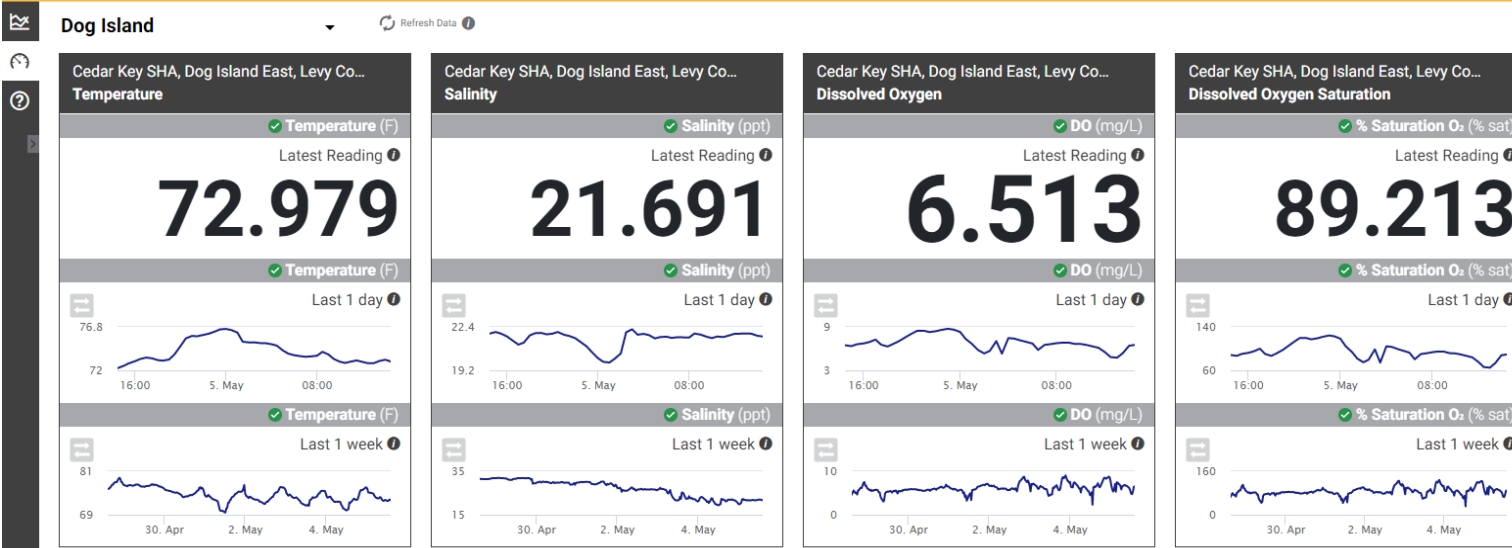 Dog Island
Refresh Data
Cedar Key SHA, Dog Island East, Levy Co...
Temperature
Temperature (F)
Latest Reading
72.979
Temperature (F)
Last 1 day
76.8
72
16:00 5. May 08:00
Temperature (F)
Last 1 week
81
69
30. Apr 2. May 4. May
Cedar Key SHA, Dog Island East, Levy Co...
Salinity
Salinity (ppt)
Latest Reading
21.691
Salinity (ppt)
Last 1 day
22.4
19.2
16:00 5. May 08:00
Salinity (ppt)
Last 1 week
35
15
30. Apr 2. May 4. May
Cedar Key SHA, Dog Island East, Levy Co...
Dissolved Oxygen
DO (mg/L)
Latest Reading
6.513
DO (mg/L)
Last 1 day
9
3
16:00 5. May 08:00
DO (mg/L)
Last 1 week
10
0
30. Apr 2. May 4. May
Cedar Key SHA, Dog Island East, Levy Co...
Dissolved Oxygen Saturation
% Saturation O₂ (% sat)
Latest Reading
89.213
% Saturation O₂ (% sat)
Last 1 day
140
60
16:00 5. May 08:00
% Saturation O₂ (% sat)
Last 1 week
160
0
30. Apr 2. May 4. May